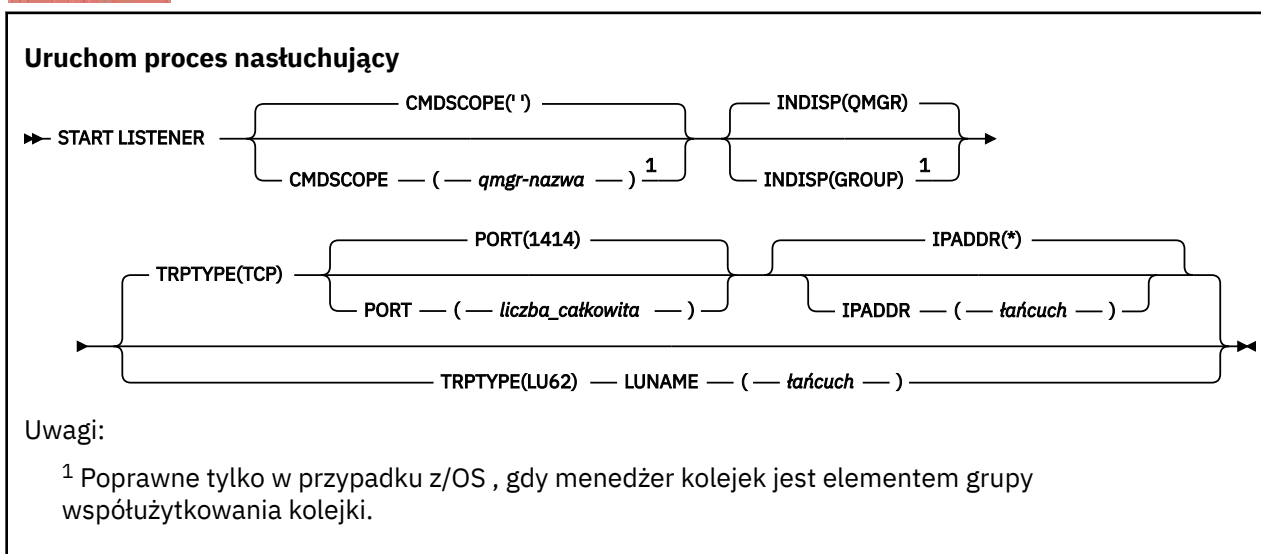 Uruchom proces nasłuchujący
CMDSCOPE(' ')
INDISP(QMGR)
START LISTENER
CMDSCOPE ( qmgr-nazwa ) 1
INDISP(GROUP) 1
PORT(1414)
IPADDR(*)
TRPTYPE(TCP)
PORT ( liczba_całkowita )
IPADDR ( łańcuch )
TRPTYPE(LU62) LUNAME ( łańcuch )
Uwagi:
1 Poprawne tylko w przypadku z/OS , gdy menedżer kolejek jest elementem grupy
współużytkowania kolejki.